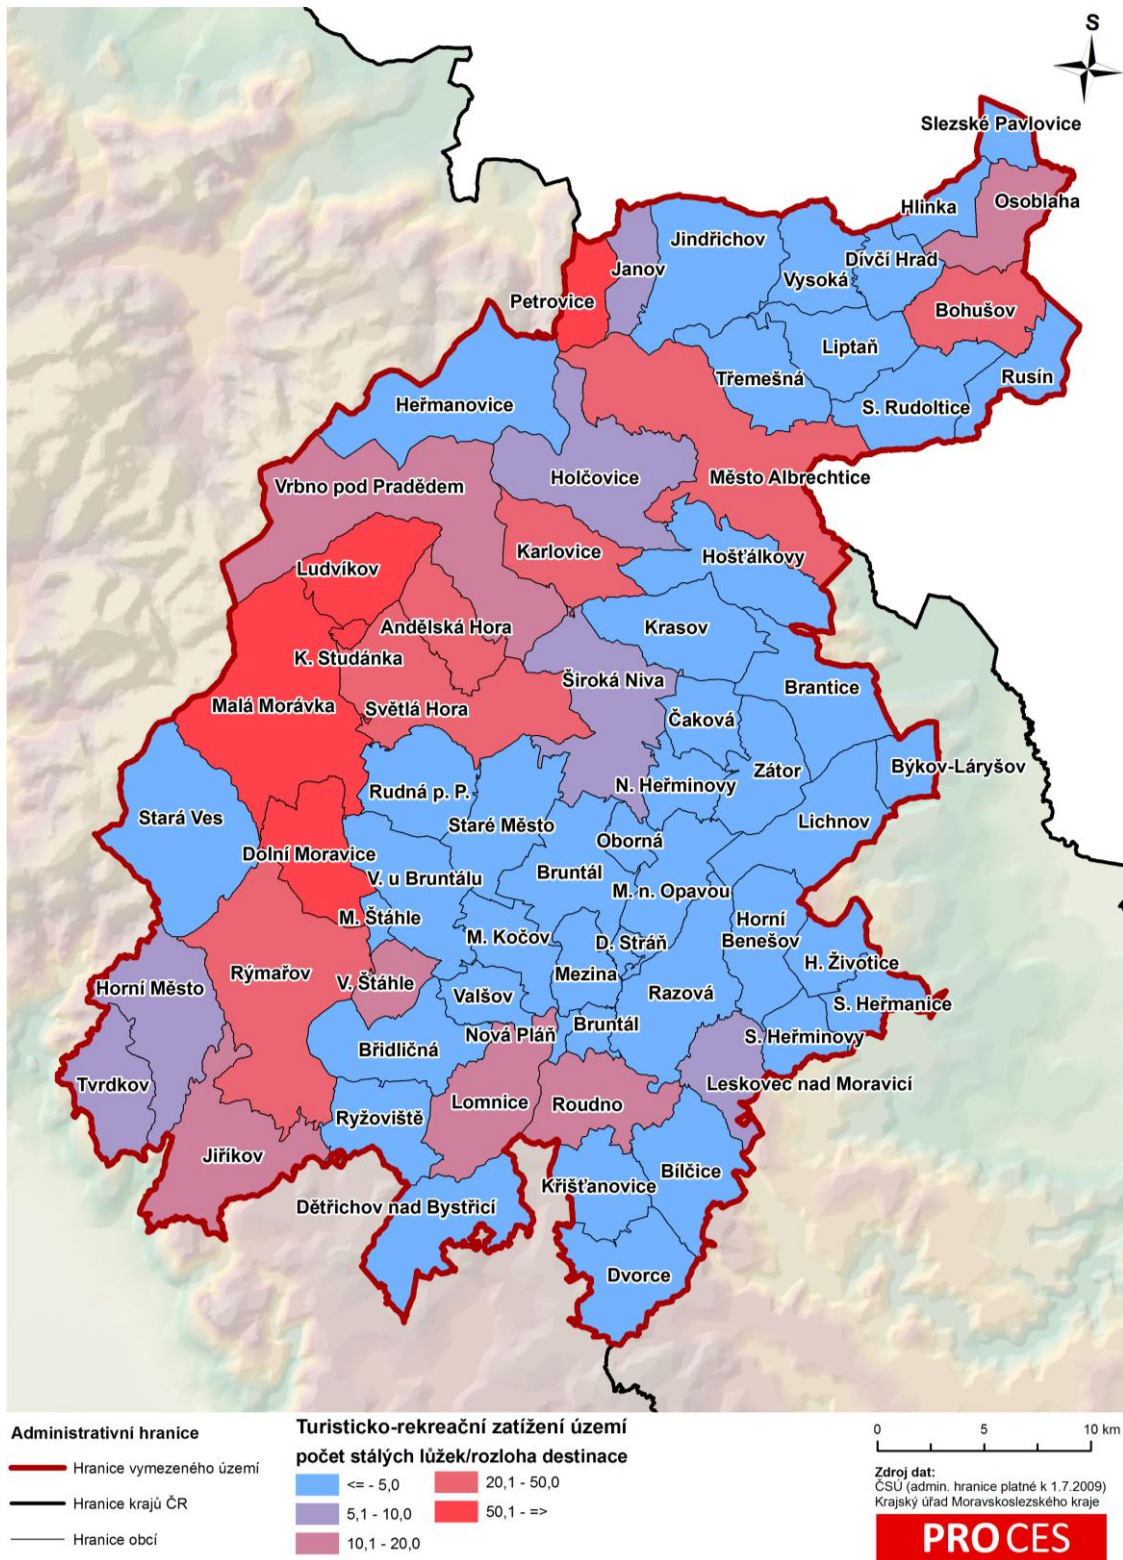 S
Slezské Pavlovice
Hlinka
Osoblaha
Jindřichov
Janov
Dívčí Hrad
Vysoká
Petrovice
Bohušov
Liptaň
Třemešná
Rusín
Heřmanovice
S. Rudoltice
Holčovice
Město Albrechtice
Vrbno pod Pradědem
Karlovice
Hošťálkovy
Ludvíkov
Andělská Hora
Krasov
K. Studánka
Široká Niva
Brantice
Malá Morávka
Světlá Hora
Čaková
Býkov-Láryšov
Zátor
N. Heřminovy
Rudná p. P.
Stará Ves
Staré Město
Lichnov
Oborná
Dolní Moravice
Bruntál
V. u Bruntálu
M. n. Opavou
M. Štáhle
Horní
Benešov
M. Kočov
D. Stráň
H. Životice
Rýmařov
Mezina
Horní Město
V. Štáhle
Valšov
Razová
S. Heřmanice
Nová Pláň
Bruntál
S. Heřminovy
Břidličná
Tvrdkov
Leskovec nad Moravicí
Lomnice
Roudno
Ryžoviště
Jiříkov
Bílčice
Křišťanovice
Dětřichov nad Bystřicí
Dvorce
Administrativní hranice
Hranice vymezeného území
Hranice krajů ČR
Hranice obcí
Turisticko-rekreační zatížení území
počet stálých lůžek/rozloha destinace
<= - 5,0
5,1 - 10,0
10,1 - 20,0
20,1 - 50,0
50,1 - =>
0 5 10 km
Zdroj dat:
ČSÚ (admin. hranice platné k 1.7.2009)
Krajský úřad Moravskoslezského kraje
PROCES